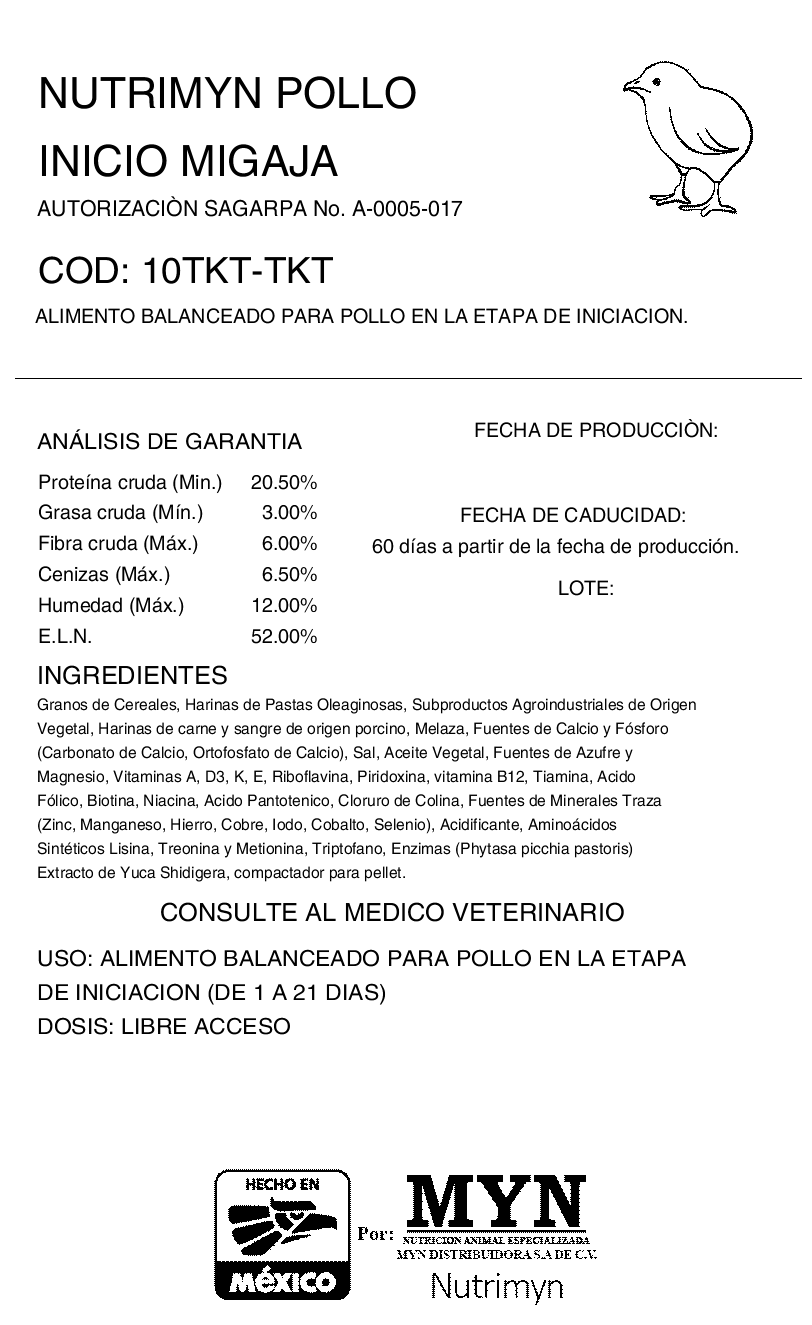 NUTRIMYN POLLO
INICIO MIGAJA
AUTORIZACIÒN SAGARPA No. A-0005-017
COD: 10TKT-TKT
ALIMENTO BALANCEADO PARA POLLO EN LA ETAPA DE INICIACION.
ANÁLISIS DE GARANTIA
Proteína cruda (Min.) 20.50%
Grasa cruda (Mín.) 3.00%
Fibra cruda (Máx.) 6.00%
Cenizas (Máx.) 6.50%
Humedad (Máx.) 12.00%
E.L.N. 52.00%
FECHA DE PRODUCCIÒN:
FECHA DE CADUCIDAD:
60 días a partir de la fecha de producción.
LOTE:
INGREDIENTES
Granos de Cereales, Harinas de Pastas Oleaginosas, Subproductos Agroindustriales de Origen
Vegetal, Harinas de carne y sangre de origen porcino, Melaza, Fuentes de Calcio y Fósforo
(Carbonato de Calcio, Ortofosfato de Calcio), Sal, Aceite Vegetal, Fuentes de Azufre y
Magnesio, Vitaminas A, D3, K, E, Riboflavina, Piridoxina, vitamina B12, Tiamina, Acido
Fólico, Biotina, Niacina, Acido Pantotenico, Cloruro de Colina, Fuentes de Minerales Traza
(Zinc, Manganeso, Hierro, Cobre, Iodo, Cobalto, Selenio), Acidificante, Aminoácidos
Sintéticos Lisina, Treonina y Metionina, Triptofano, Enzimas (Phytasa picchia pastoris)
Extracto de Yuca Shidigera, compactador para pellet.
CONSULTE AL MEDICO VETERINARIO
USO: ALIMENTO BALANCEADO PARA POLLO EN LA ETAPA
DE INICIACION (DE 1 A 21 DIAS)
DOSIS: LIBRE ACCESO
HECHO EN
MéXICO
Por:
MYN
NUTRICION ANIMAL ESPECIALIZADA
MYN DISTRIBUIDORA S.A DE C.V.
Nutrimyn